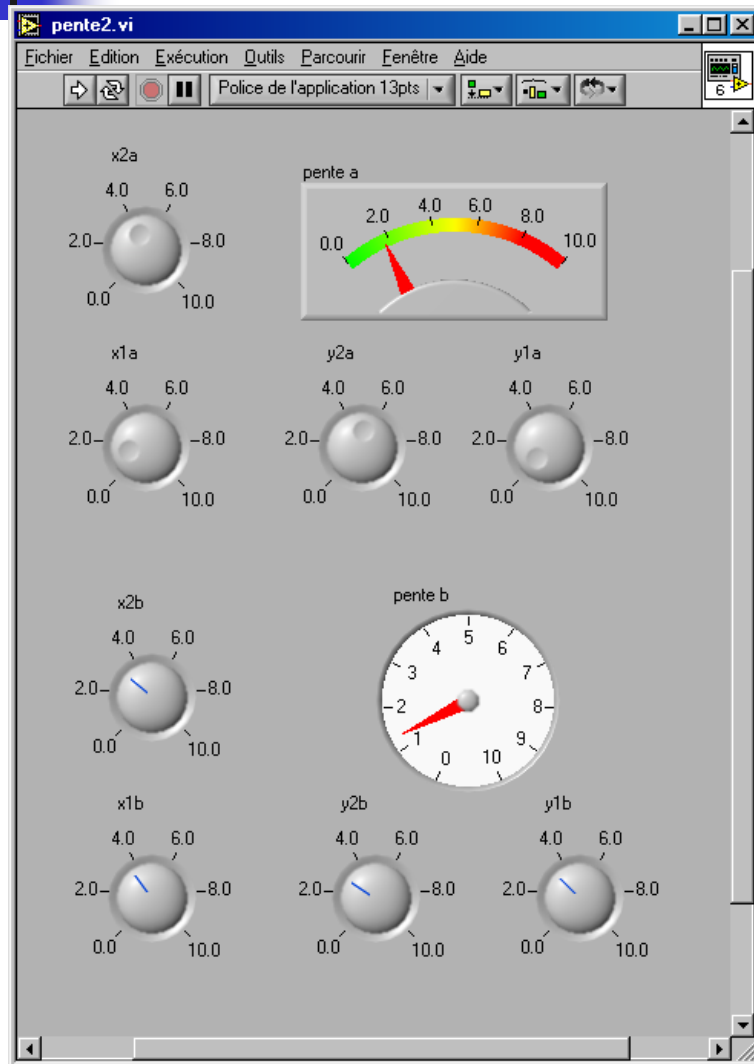 pente2.vi
Fichier Edition Exécution Outils Parcourir Fenêtre Aide
Police de l'application 13pts
6
x2a
4.0 6.0
2.0 8.0
0.0 10.0
pente a
0.0 2.0 4.0 6.0 8.0 10.0
x1a
4.0 6.0
2.0 8.0
0.0 10.0
y2a
4.0 6.0
2.0 8.0
0.0 10.0
y1a
4.0 6.0
2.0 8.0
0.0 10.0
x2b
4.0 6.0
2.0 8.0
0.0 10.0
pente b
0 1 2 3 4 5 6 7 8 9 10
x1b
4.0 6.0
2.0 8.0
0.0 10.0
y2b
4.0 6.0
2.0 8.0
0.0 10.0
y1b
4.0 6.0
2.0 8.0
0.0 10.0